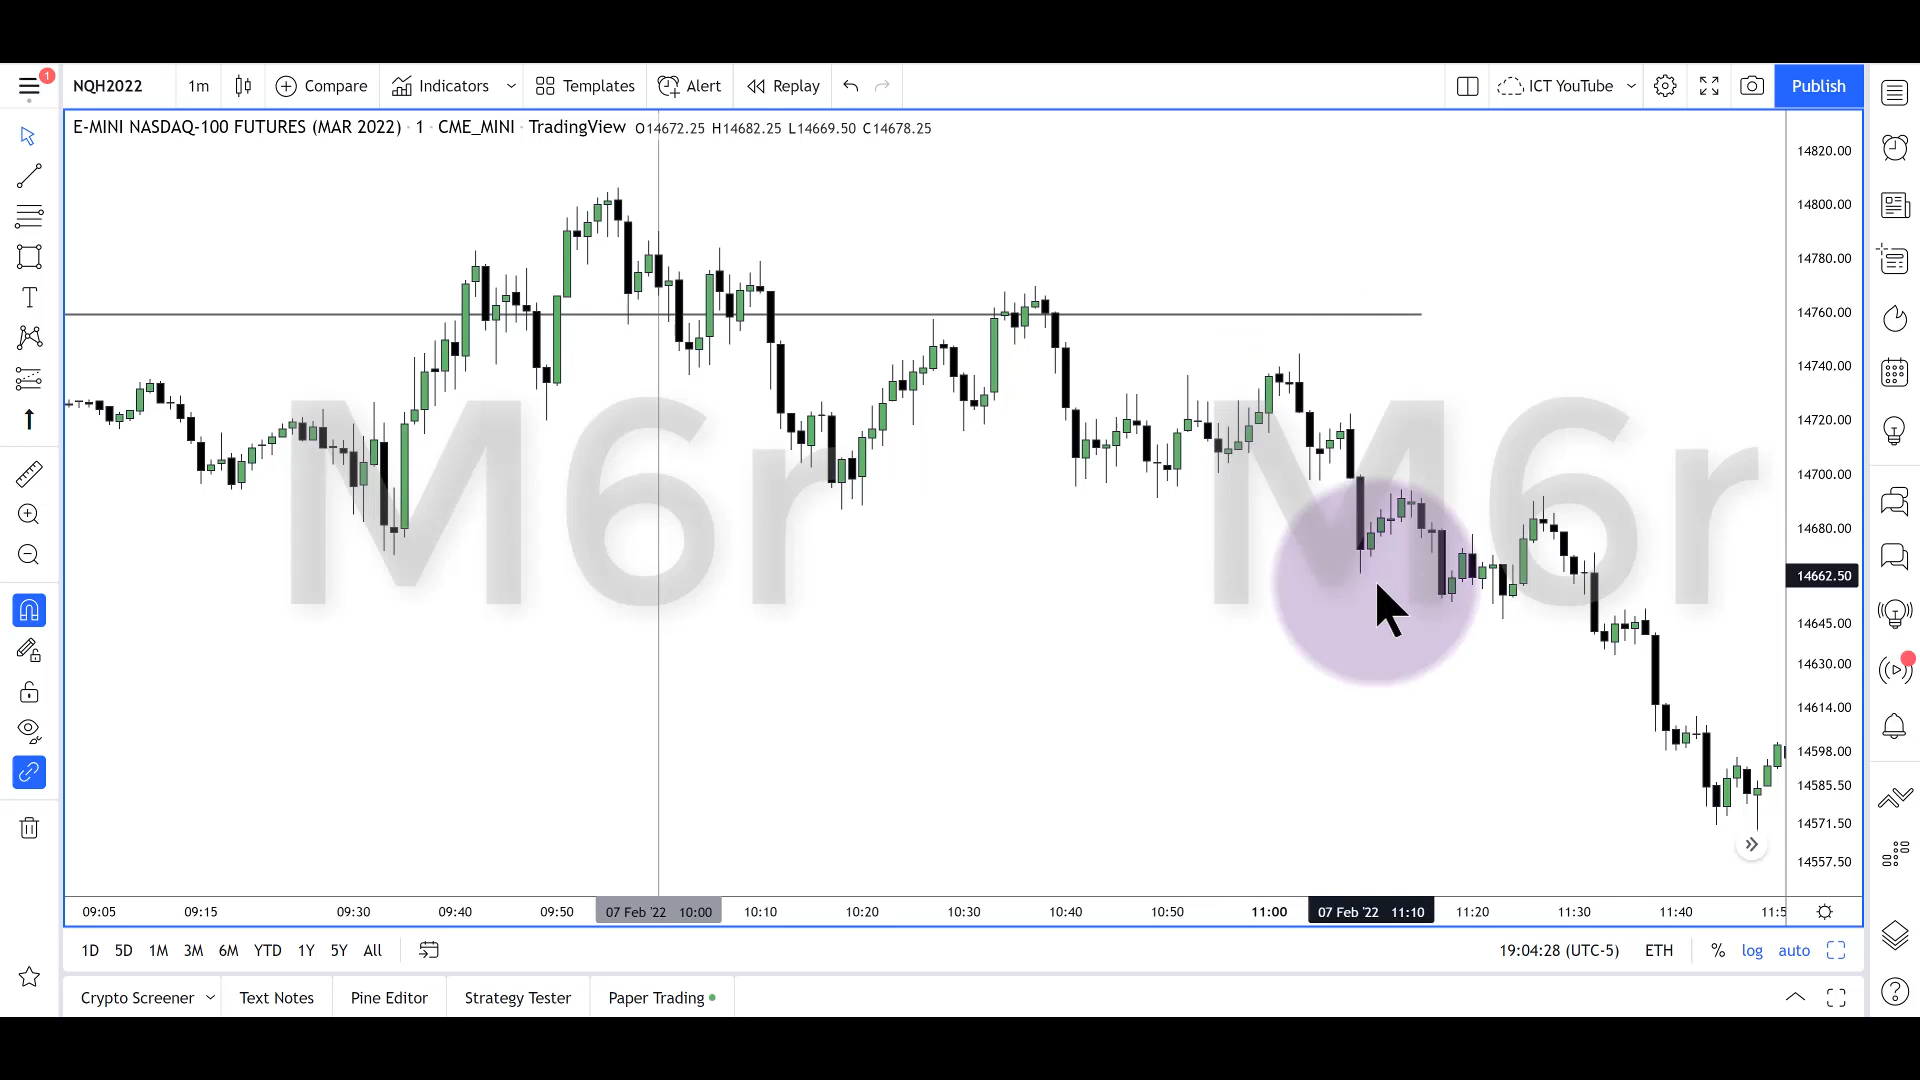 1
NQH2022 1m Compare Indicators Templates Alert Replay ICT YouTube Publish
E-MINI NASDAQ-100 FUTURES (MAR 2022) · 1 · CME_MINI · TradingView O14672.25 H14682.25 L14669.50 C14678.25
14820.00
14800.00
14780.00
14760.00
14740.00
14720.00
14700.00
14680.00
14662.50
14645.00
14630.00
14614.00
14598.00
14585.50
14571.50
14557.50
M6r M6r
09:05 09:15 09:30 09:40 09:50 07 Feb '22 10:00 10:10 10:20 10:30 10:40 10:50 11:00 07 Feb '22 11:10 11:20 11:30 11:40 11:5
1D 5D 1M 3M 6M YTD 1Y 5Y All 19:04:28 (UTC-5) ETH % log auto
Crypto Screener Text Notes Pine Editor Strategy Tester Paper Trading